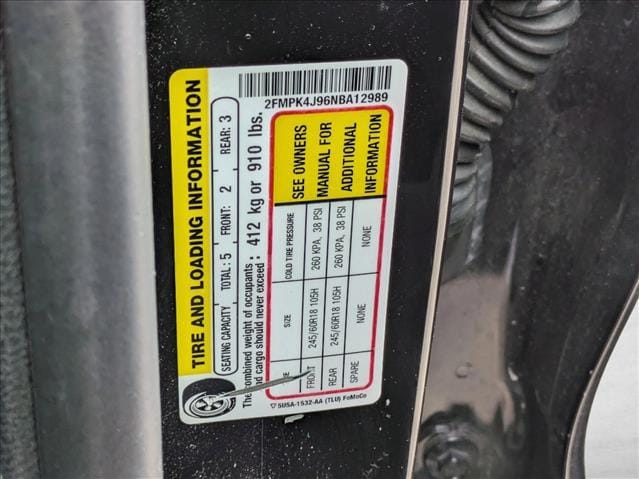 TIRE AND LOADING INFORMATION
SEATING CAPACITY TOTAL: 5 FRONT: 2 REAR: 3
The combined weight of occupants
and cargo should never exceed : 412 kg or 910 lbs.
SIZE COLD TIRE PRESSURE
FRONT 245/60R18 105H 260 KPA, 38 PSI
REAR 245/60R18 105H 260 KPA, 38 PSI
SPARE NONE NONE
SEE OWNERS
MANUAL FOR
ADDITIONAL
INFORMATION
5USA-1532-AA (TLU) FoMoCo
2FMPK4J96NBA12989